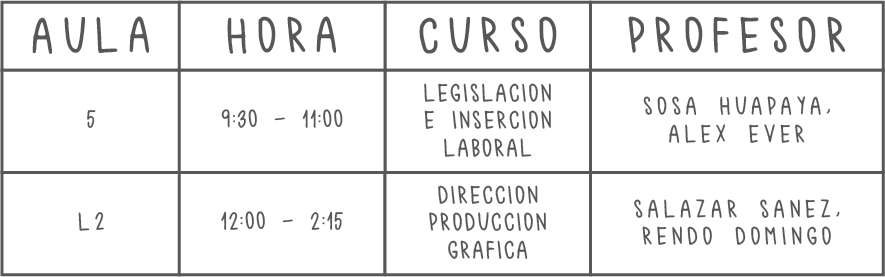 AULA HORA CURSO PROFESOR
5 9:30 - 11:00 LEGISLACION E INSERCION LABORAL SOSA HUAPAYA, ALEX EVER
L2 12:00 - 2:15 DIRECCION PRODUCCION GRAFICA SALAZAR SANEZ, RENDO DOMINGO